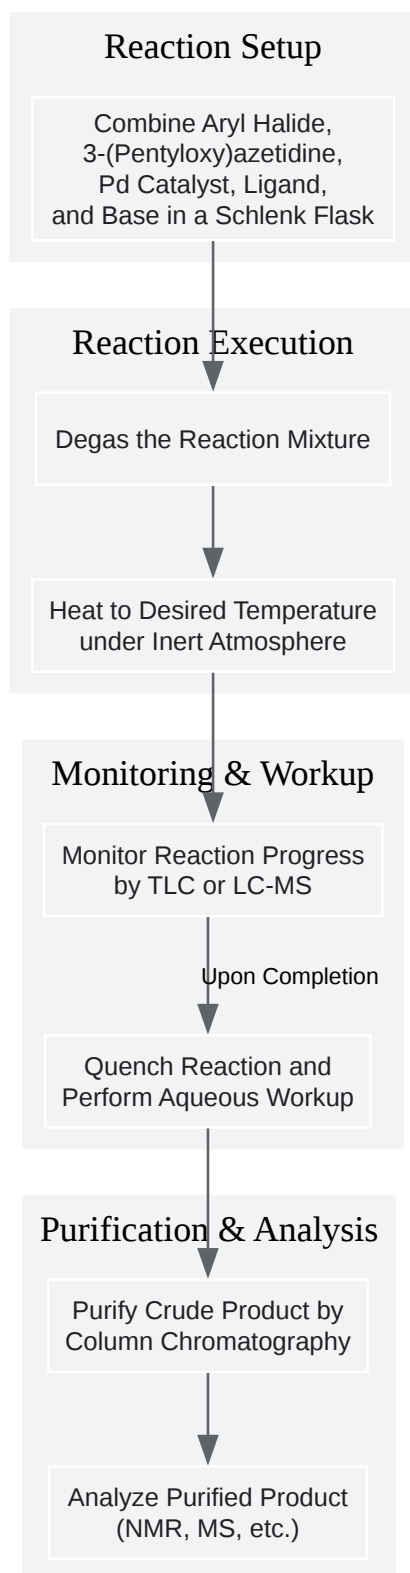 Reaction Setup
Combine Aryl Halide,
3-(Pentyloxy)azetidine,
Pd Catalyst, Ligand,
and Base in a Schlenk Flask
Reaction Execution
Degas the Reaction Mixture
Heat to Desired Temperature
under Inert Atmosphere
Monitoring & Workup
Monitor Reaction Progress
by TLC or LC-MS
Upon Completion
Quench Reaction and
Perform Aqueous Workup
Purification & Analysis
Purify Crude Product by
Column Chromatography
Analyze Purified Product
(NMR, MS, etc.)